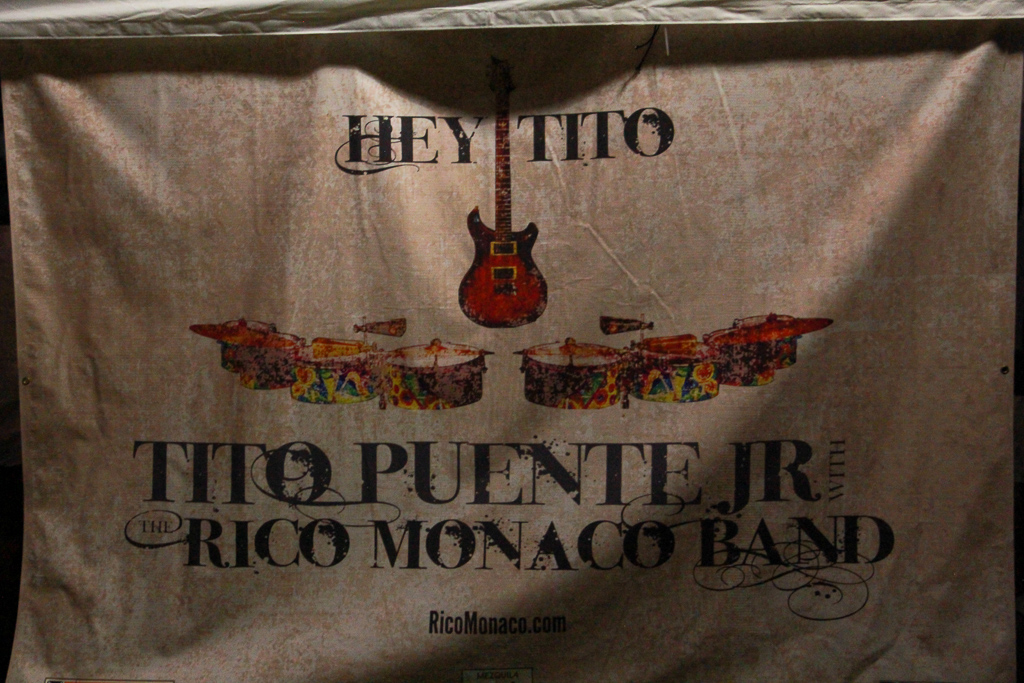 HEY TITO
TITO PUENTE JR WITH
THE RICO MONACO BAND
RicoMonaco.com